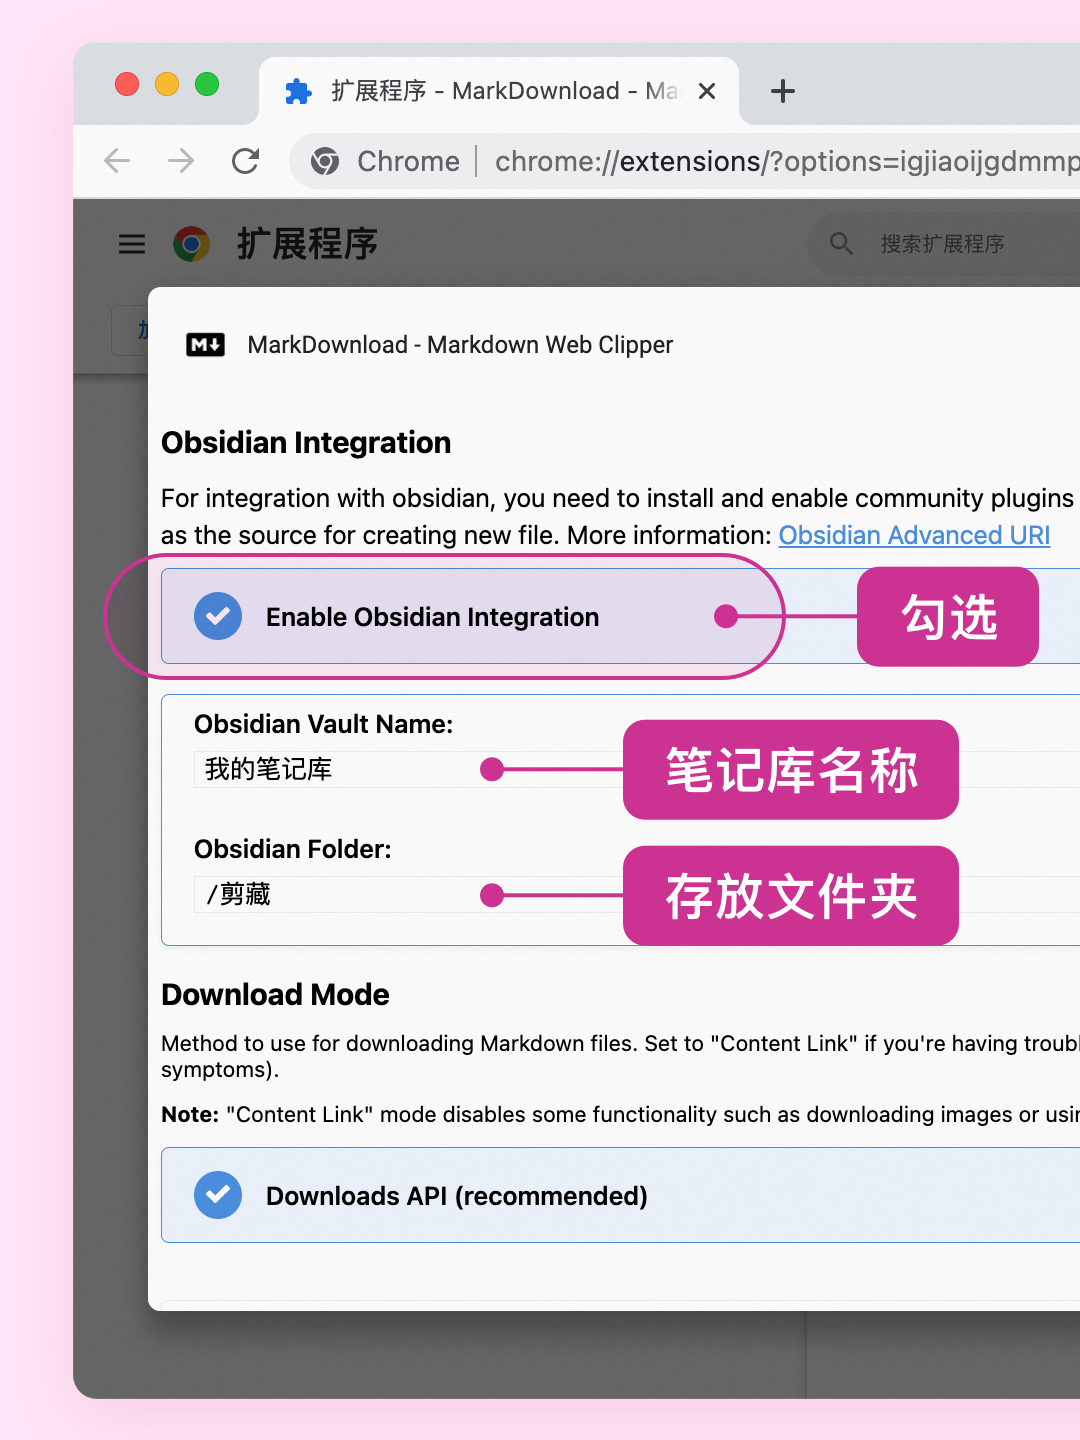 扩展程序 - MarkDownload - Ma
Chrome | chrome://extensions/?options=igjiaoijgdmmp
扩展程序
搜索扩展程序
M↓ MarkDownload - Markdown Web Clipper
Obsidian Integration
For integration with obsidian, you need to install and enable community plugins
as the source for creating new file. More information: Obsidian Advanced URI
Enable Obsidian Integration
勾选
Obsidian Vault Name:
我的笔记库
笔记库名称
Obsidian Folder:
/剪藏
存放文件夹
Download Mode
Method to use for downloading Markdown files. Set to "Content Link" if you're having troubl
symptoms).
Note: "Content Link" mode disables some functionality such as downloading images or usin
Downloads API (recommended)